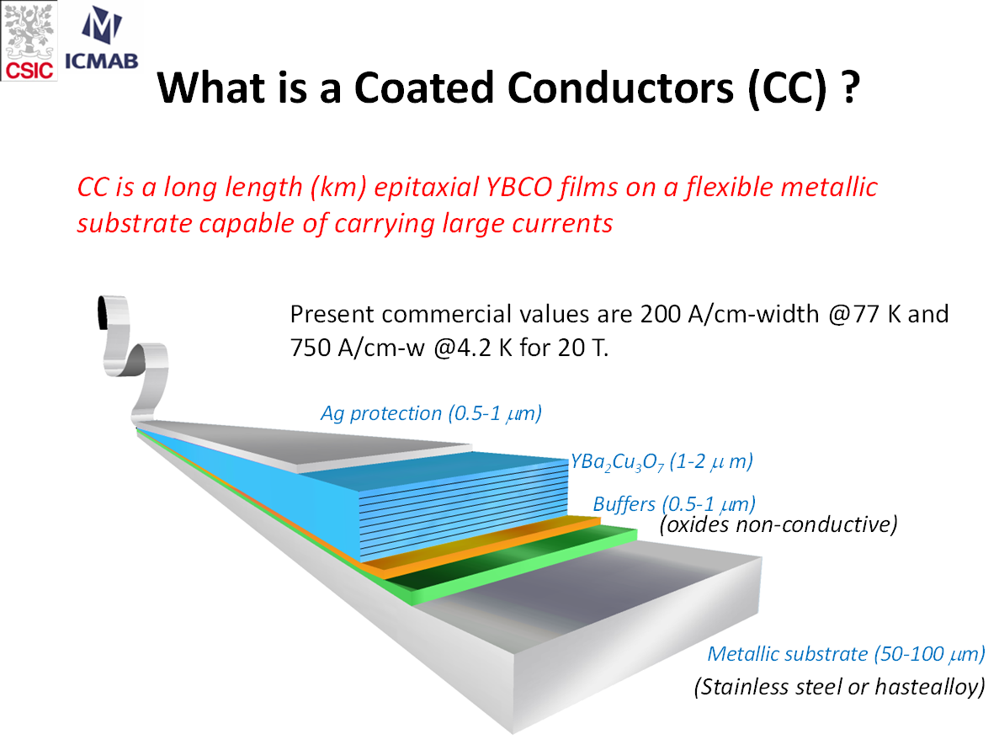 CSIC
ICMAB
What is a Coated Conductors (CC) ?
CC is a long length (km) epitaxial YBCO films on a flexible metallic
substrate capable of carrying large currents
Present commercial values are 200 A/cm-width @77 K and
750 A/cm-w @4.2 K for 20 T.
Ag protection (0.5-1 μm)
YBa₂Cu₃O₇ (1-2 μ m)
Buffers (0.5-1 μm)
(oxides non-conductive)
Metallic substrate (50-100 μm)
(Stainless steel or hastealloy)